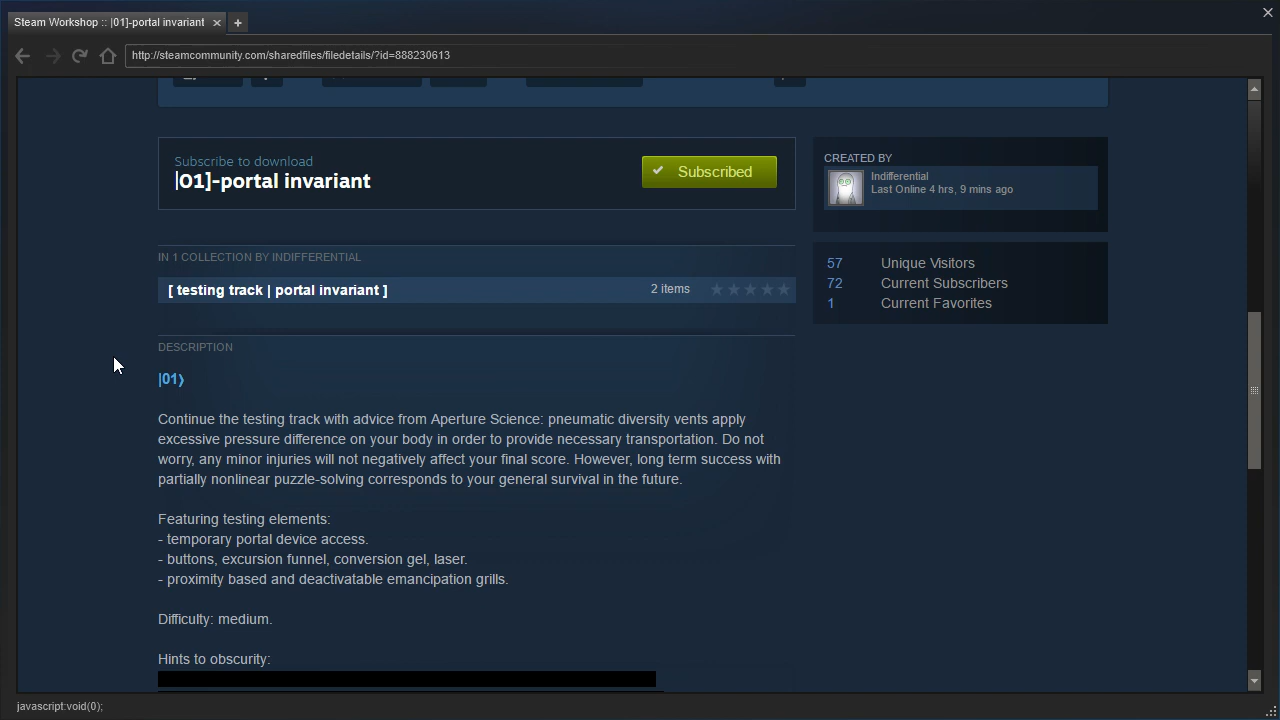 Steam Workshop :: |01]-portal invariant
http://steamcommunity.com/sharedfiles/filedetails/?id=888230613
Subscribe to download
|01]-portal invariant
Subscribed
IN 1 COLLECTION BY INDIFFERENTIAL
[ testing track | portal invariant ]
2 items
DESCRIPTION
|01⟩
Continue the testing track with advice from Aperture Science: pneumatic diversity vents apply
excessive pressure difference on your body in order to provide necessary transportation. Do not
worry, any minor injuries will not negatively affect your final score. However, long term success with
partially nonlinear puzzle-solving corresponds to your general survival in the future.
Featuring testing elements:
- temporary portal device access.
- buttons, excursion funnel, conversion gel, laser.
- proximity based and deactivatable emancipation grills.
Difficulty: medium.
Hints to obscurity:
CREATED BY
Indifferential
Last Online 4 hrs, 9 mins ago
57 Unique Visitors
72 Current Subscribers
1 Current Favorites
javascript:void(0);